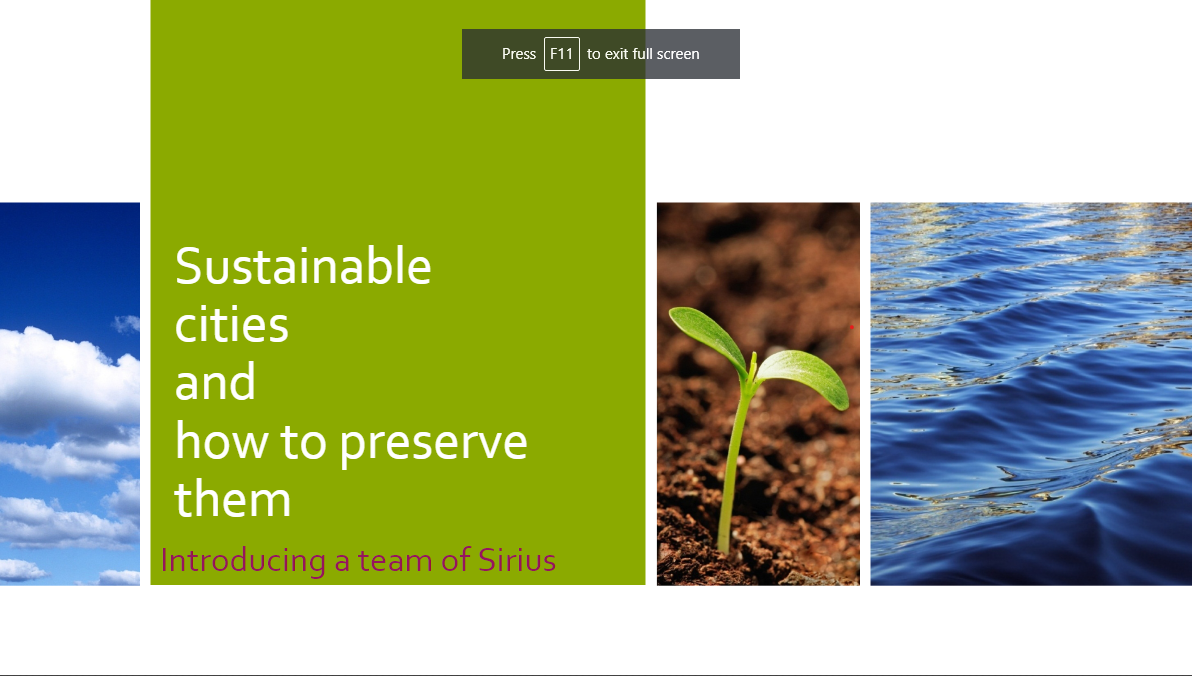 Press F11 to exit full screen
Sustainable
cities
and
how to preserve
them
Introducing a team of Sirius